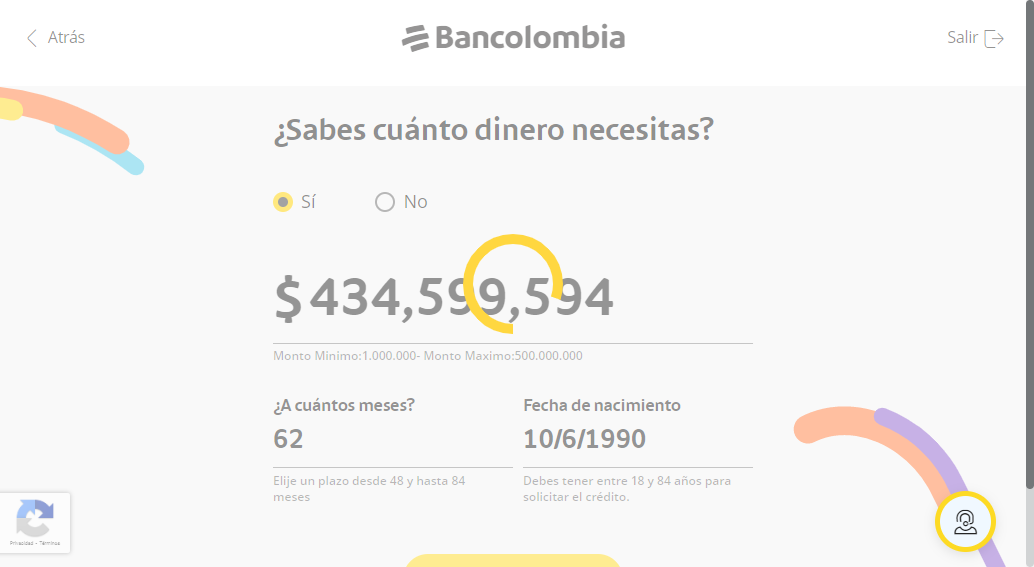 Atrás
Bancolombia
Salir
¿Sabes cuánto dinero necesitas?
Sí
No
$ 434,599,594
Monto Minimo:1.000.000- Monto Maximo:500.000.000
¿A cuántos meses?
Fecha de nacimiento
62
10/6/1990
Elije un plazo desde 48 y hasta 84
meses
Debes tener entre 18 y 84 años para
solicitar el crédito.
Privacidad - Términos